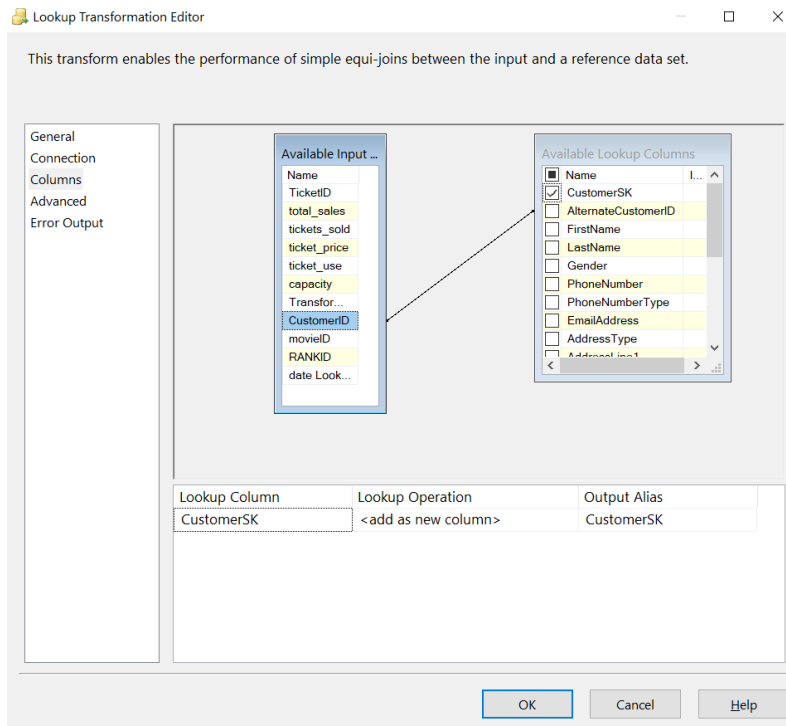 Lookup Transformation Editor
This transform enables the performance of simple equi-joins between the input and a reference data set.
General
Connection
Columns
Advanced
Error Output
Available Input ...
Name
TicketID
total_sales
tickets_sold
ticket_price
ticket_use
capacity
Transfor...
CustomerID
movieID
RANKID
date Look...
Available Lookup Columns
Name I...
CustomerSK
AlternateCustomerID
FirstName
LastName
Gender
PhoneNumber
PhoneNumberType
EmailAddress
AddressType
AddressLine1
Lookup Column Lookup Operation Output Alias
CustomerSK <add as new column> CustomerSK
OK Cancel Help